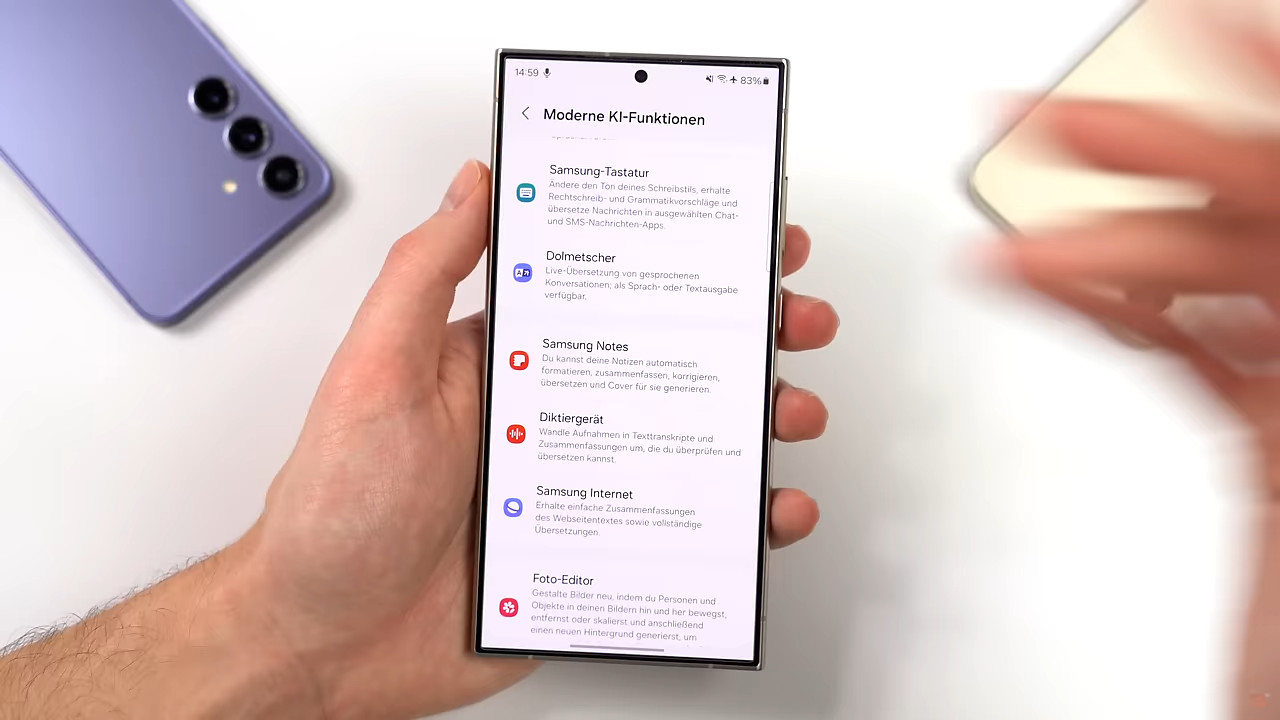 14:59
83%
Moderne KI-Funktionen
Samsung-Tastatur
Ändere den Ton deines Schreibstils, erhalte
Rechtschreib- und Grammatikvorschläge und
übersetze Nachrichten in ausgewählten Chat-
und SMS-Nachrichten-Apps.
Dolmetscher
Live-Übersetzung von gesprochenen
Konversationen; als Sprach- oder Textausgabe
verfügbar.
Samsung Notes
Du kannst deine Notizen automatisch
formatieren, zusammenfassen, korrigieren,
übersetzen und Cover für sie generieren.
Diktiergerät
Wandle Aufnahmen in Texttranskripte und
Zusammenfassungen um, die du überprüfen und
übersetzen kannst.
Samsung Internet
Erhalte einfache Zusammenfassungen
des Webseitentextes sowie vollständige
Übersetzungen.
Foto-Editor
Gestalte Bilder neu, indem du Personen und
Objekte in deinen Bildern hin und her bewegst,
entfernst oder skalierst und anschließend
einen neuen Hintergrund generierst, um